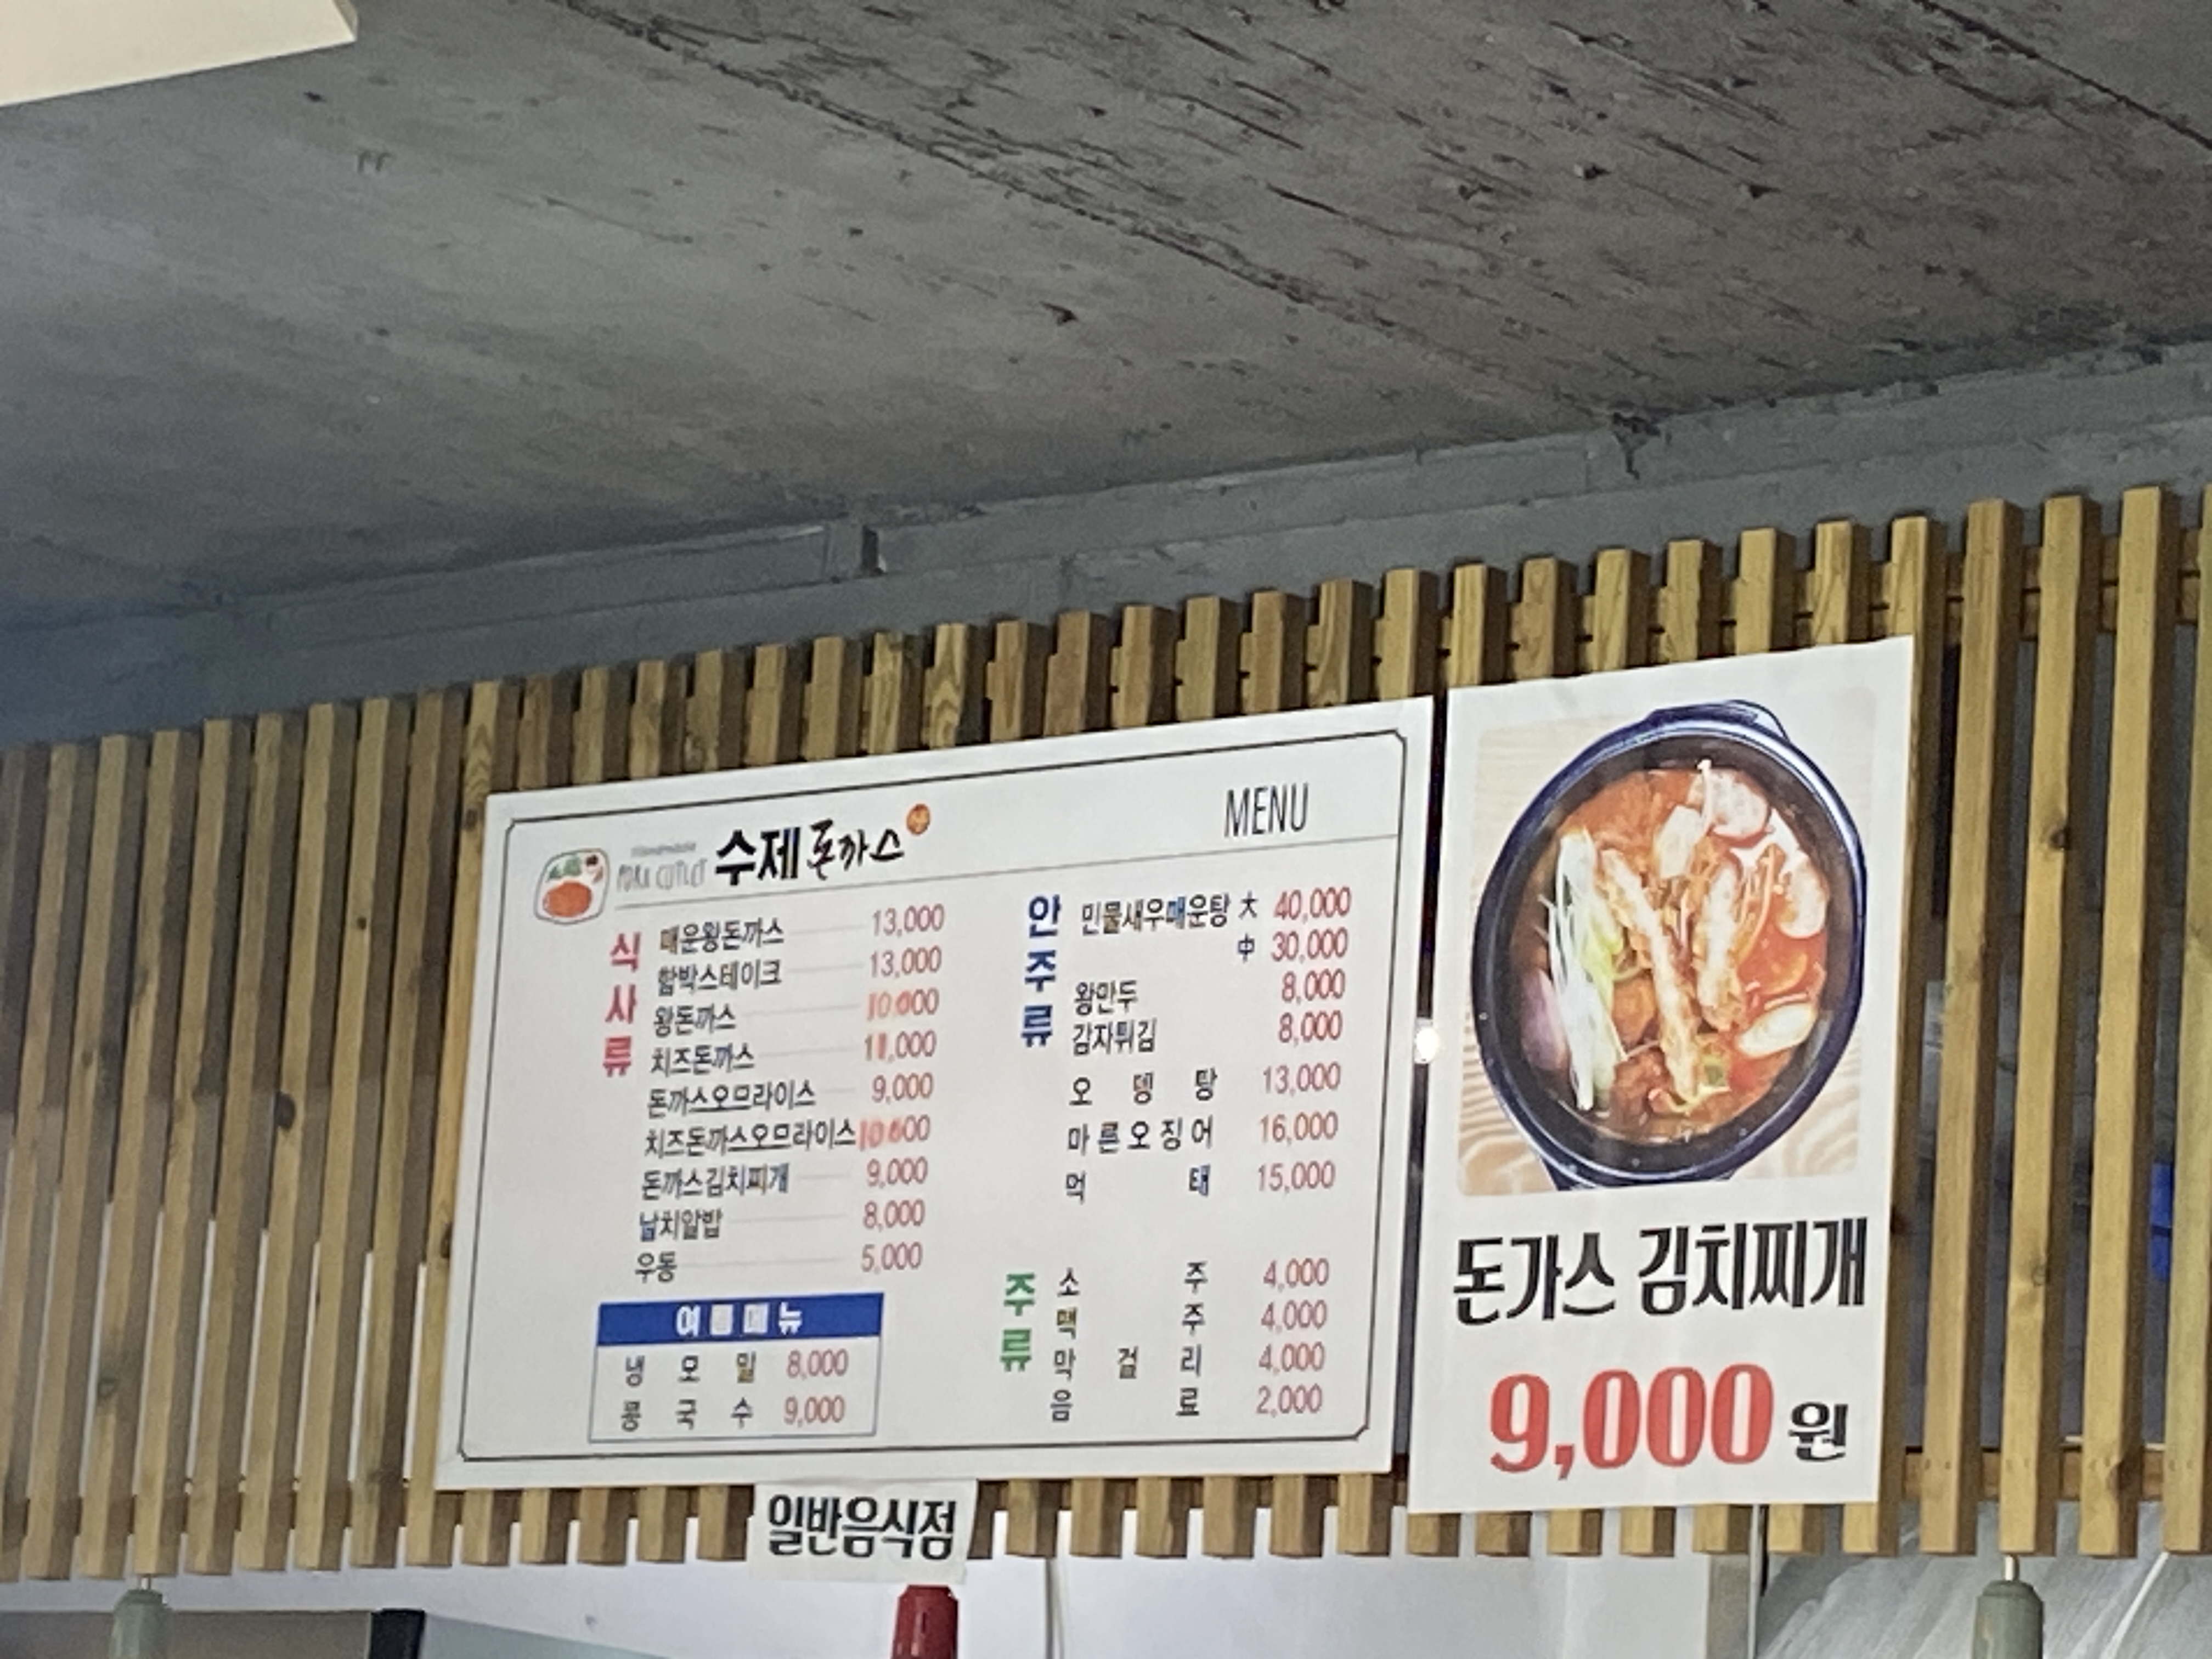 PORK CUTLET 수제 돈까스
MENU
식사류
매운왕돈까스 13,000
함박스테이크 13,000
왕돈까스 10000
치즈돈까스 11,000
돈까스오므라이스 9,000
치즈돈까스오므라이스 10000
돈까스김치찌개 9,000
날치알밥 8,000
우동 5,000
여름메뉴
냉모밀 8,000
콩국수 9,000
안주류
민물새우매운탕 大 40,000
中 30,000
왕만두 8,000
감자튀김 8,000
오뎅탕 13,000
마른오징어 16,000
먹태 15,000
주류
소주 4,000
맥주 4,000
막걸리 4,000
음료 2,000
돈가스 김치찌개
9,000 원
일반음식점